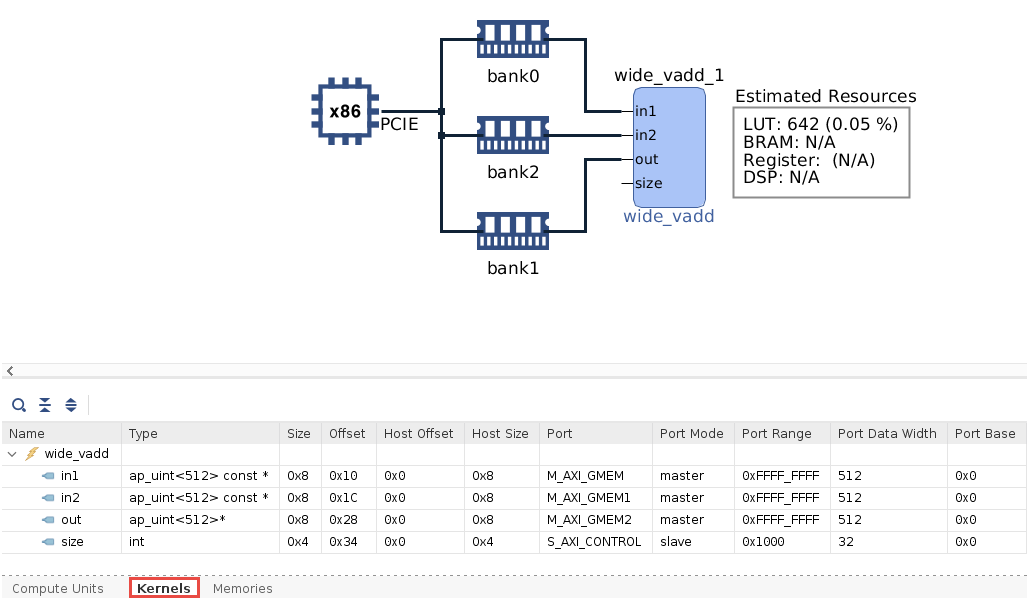 bank0
x86
PCIE
bank2
bank1
wide_vadd_1
in1
in2
out
size
wide_vadd
Estimated Resources
LUT: 642 (0.05 %)
BRAM: N/A
Register:  (N/A)
DSP: N/A
Name Type Size Offset Host Offset Host Size Port Port Mode Port Range Port Data Width Port Base
wide_vadd
in1 ap_uint<512> const * 0x8 0x10 0x0 0x8 M_AXI_GMEM master 0xFFFF_FFFF 512 0x0
in2 ap_uint<512> const * 0x8 0x1C 0x0 0x8 M_AXI_GMEM1 master 0xFFFF_FFFF 512 0x0
out ap_uint<512>* 0x8 0x28 0x0 0x8 M_AXI_GMEM2 master 0xFFFF_FFFF 512 0x0
size int 0x4 0x34 0x0 0x4 S_AXI_CONTROL slave 0x1000 32 0x0
Compute Units Kernels Memories